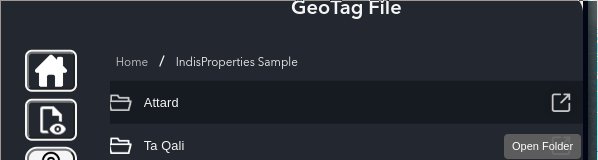 GeoTag File
Home / IndisProperties Sample
Attard
Ta Qali
Open Folder